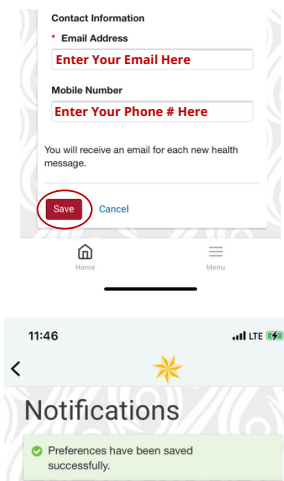 Contact Information
* Email Address
Enter Your Email Here
Mobile Number
Enter Your Phone # Here
You will receive an email for each new health
message.
Save Cancel
Home Menu
11:46 LTE
Notifications
Preferences have been saved
successfully.